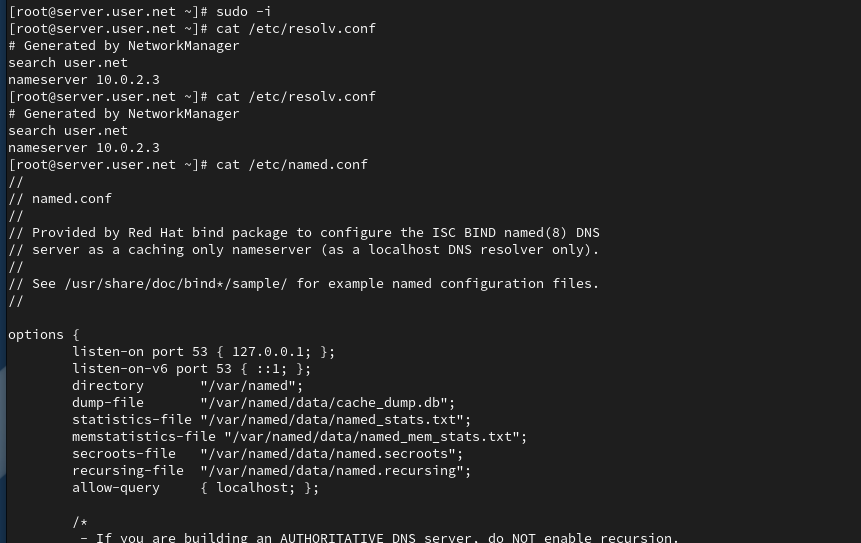 [root@server.user.net ~]# sudo -i
[root@server.user.net ~]# cat /etc/resolv.conf
# Generated by NetworkManager
search user.net
nameserver 10.0.2.3
[root@server.user.net ~]# cat /etc/resolv.conf
# Generated by NetworkManager
search user.net
nameserver 10.0.2.3
[root@server.user.net ~]# cat /etc/named.conf
//
// named.conf
//
// Provided by Red Hat bind package to configure the ISC BIND named(8) DNS
// server as a caching only nameserver (as a localhost DNS resolver only).
//
// See /usr/share/doc/bind*/sample/ for example named configuration files.
//
options {
        listen-on port 53 { 127.0.0.1; };
        listen-on-v6 port 53 { ::1; };
        directory       "/var/named";
        dump-file       "/var/named/data/cache_dump.db";
        statistics-file "/var/named/data/named_stats.txt";
        memstatistics-file "/var/named/data/named_mem_stats.txt";
        secroots-file   "/var/named/data/named.secroots";
        recursing-file  "/var/named/data/named.recursing";
        allow-query     { localhost; };
        /*
         - If you are building an AUTHORITATIVE DNS server, do NOT enable recursion.